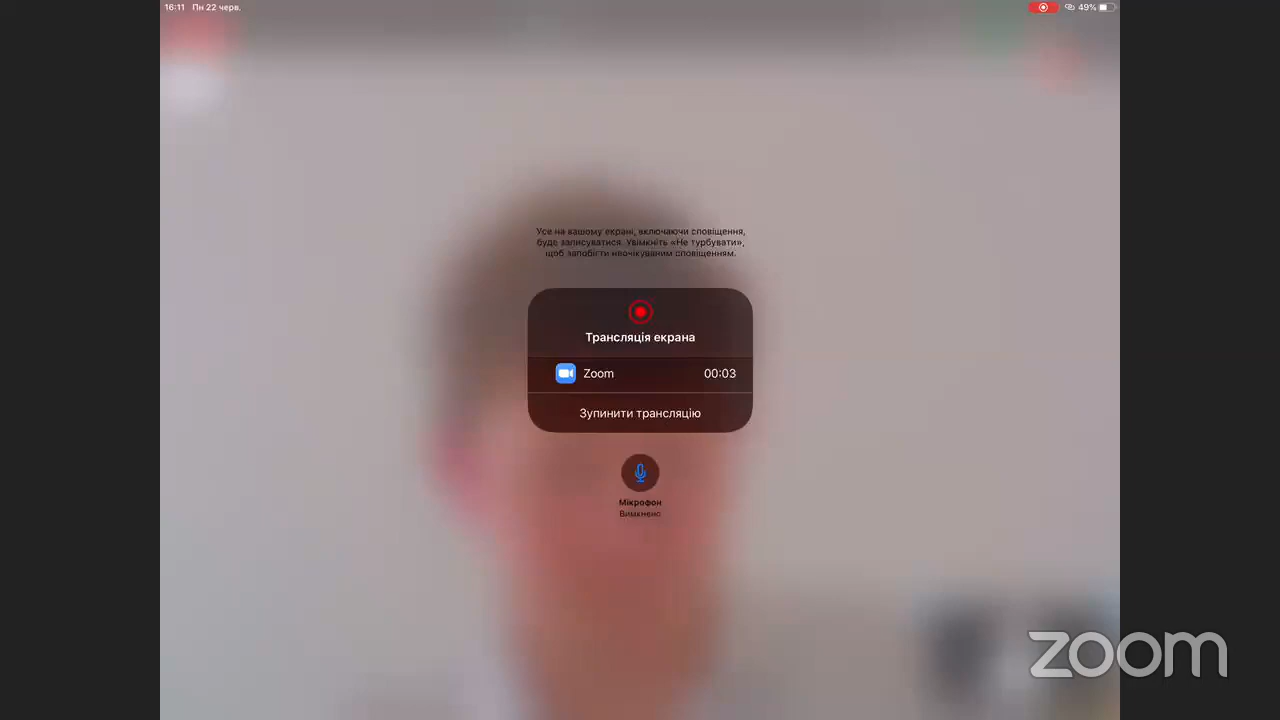 16:11 Пн 22 черв.
49%
Усе на вашому екрані, включаючи сповіщення,
буде записуватися. Увімкніть «Не турбувати»,
щоб запобігти неочікуваним сповіщенням.
Трансляція екрана
Zoom 00:03
Зупинити трансляцію
Мікрофон
Вимкнено
zoom